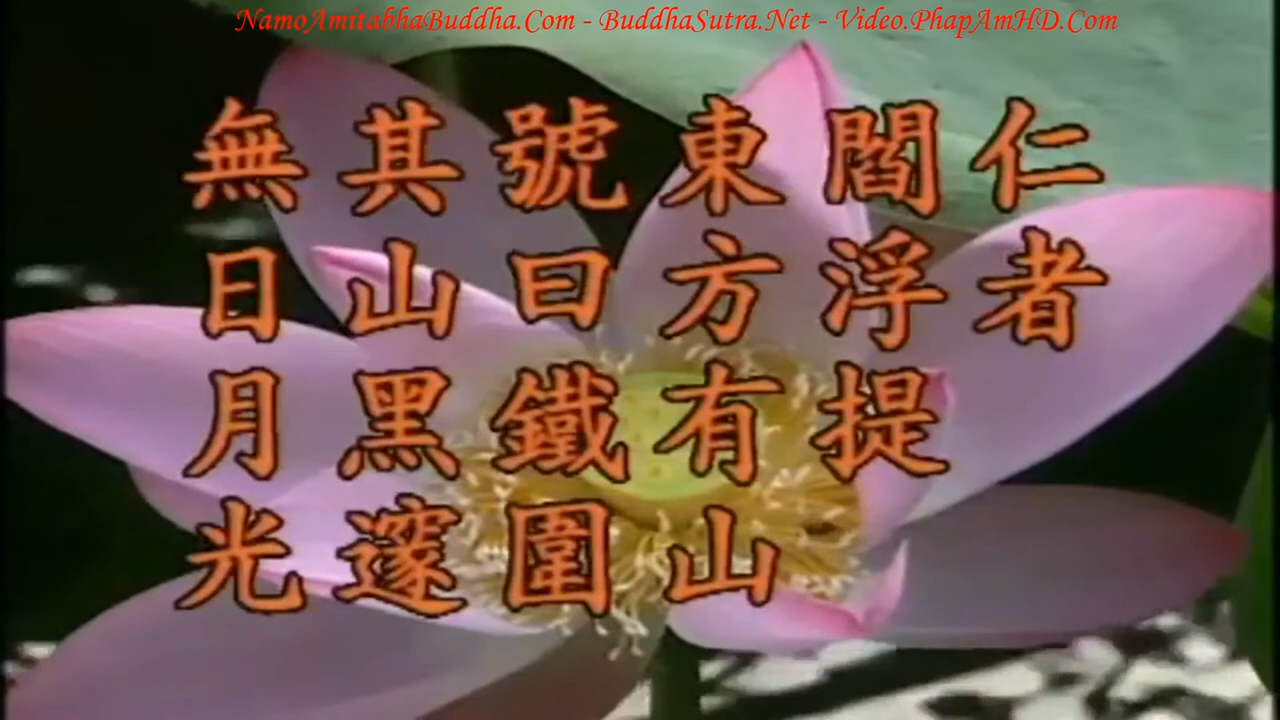 NamoAmitabhaBuddha.Com - BuddhaSutra.Net - Video.PhapAmHD.Com
仁者
閻浮提
東方有山
號曰鐵圍
其山黑邃
無日月光